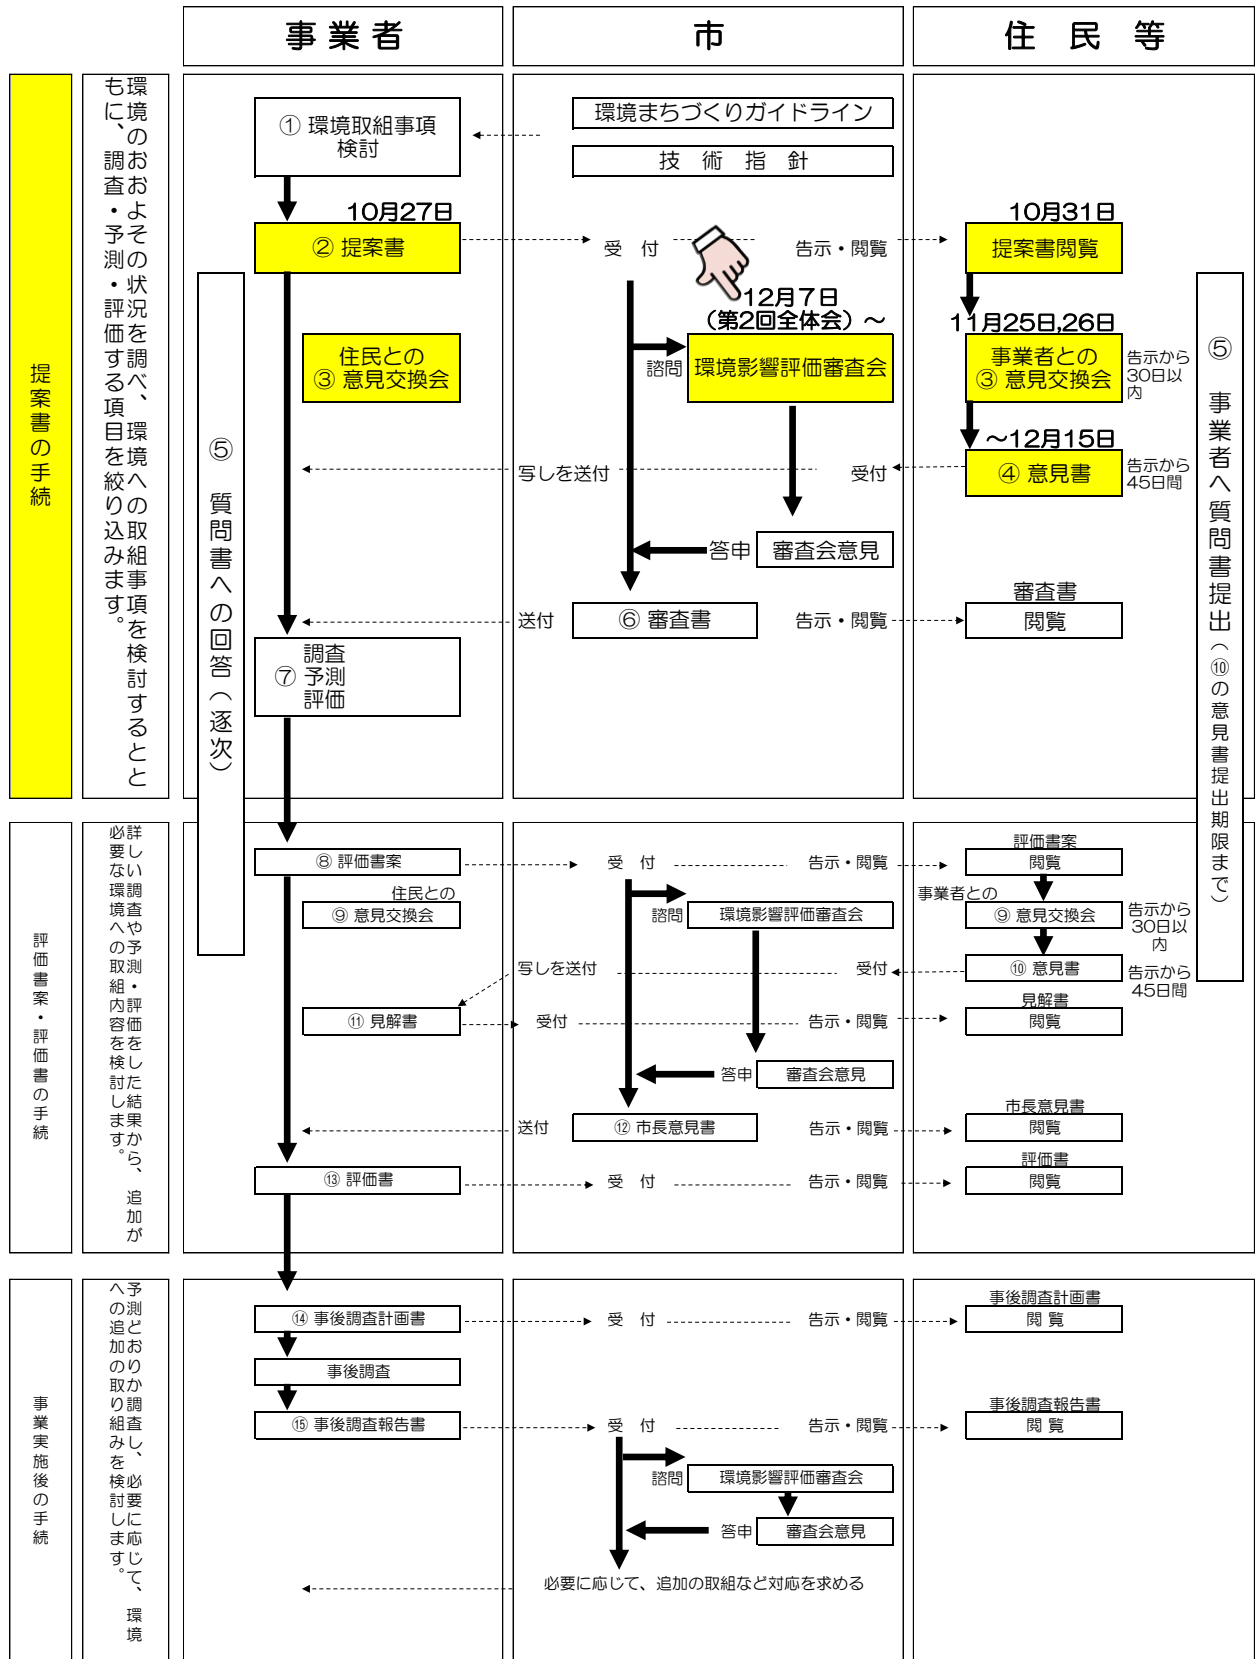 事業者
市
住民等
提案書の手続
環境のおおよその状況を調べ、環境への取組事項を検討するとと
もに、調査・予測・評価する項目を絞り込みます。
① 環境取組事項
検討
環境まちづくりガイドライン
技術指針
10月27日
② 提案書
受付
告示・閲覧
10月31日
提案書閲覧
12月7日
(第2回全体会)～
11月25日,26日
住民との
③ 意見交換会
諮問
環境影響評価審査会
事業者との
③ 意見交換会
告示から
30日以
内
～12月15日
写しを送付
受付
④ 意見書
告示から
45日間
答申
審査会意見
送付
⑥ 審査書
告示・閲覧
審査書
閲覧
⑦
調査
予測
評価
⑤ 質問書への回答(逐次)
⑤ 事業者へ質問書提出(⑩の意見書提出期限まで)
評価書案・評価書の手続
詳しい調査や予測・評価をした結果から、追加が
必要な環境への取組内容を検討します。
⑧ 評価書案
受付
告示・閲覧
評価書案
閲覧
住民との
⑨ 意見交換会
諮問
環境影響評価審査会
事業者との
⑨ 意見交換会
告示から
30日以
内
写しを送付
受付
⑩ 意見書
告示から
45日間
⑪ 見解書
受付
告示・閲覧
見解書
閲覧
答申
審査会意見
送付
⑫ 市長意見書
告示・閲覧
市長意見書
閲覧
⑬ 評価書
受付
告示・閲覧
評価書
閲覧
事業実施後の手続
予測どおりか調査し、必要に応じて、環境
への追加の取り組みを検討します。
⑭ 事後調査計画書
受付
告示・閲覧
事後調査計画書
閲覧
事後調査
⑮ 事後調査報告書
受付
告示・閲覧
事後調査報告書
閲覧
諮問
環境影響評価審査会
答申
審査会意見
必要に応じて、追加の取組など対応を求める